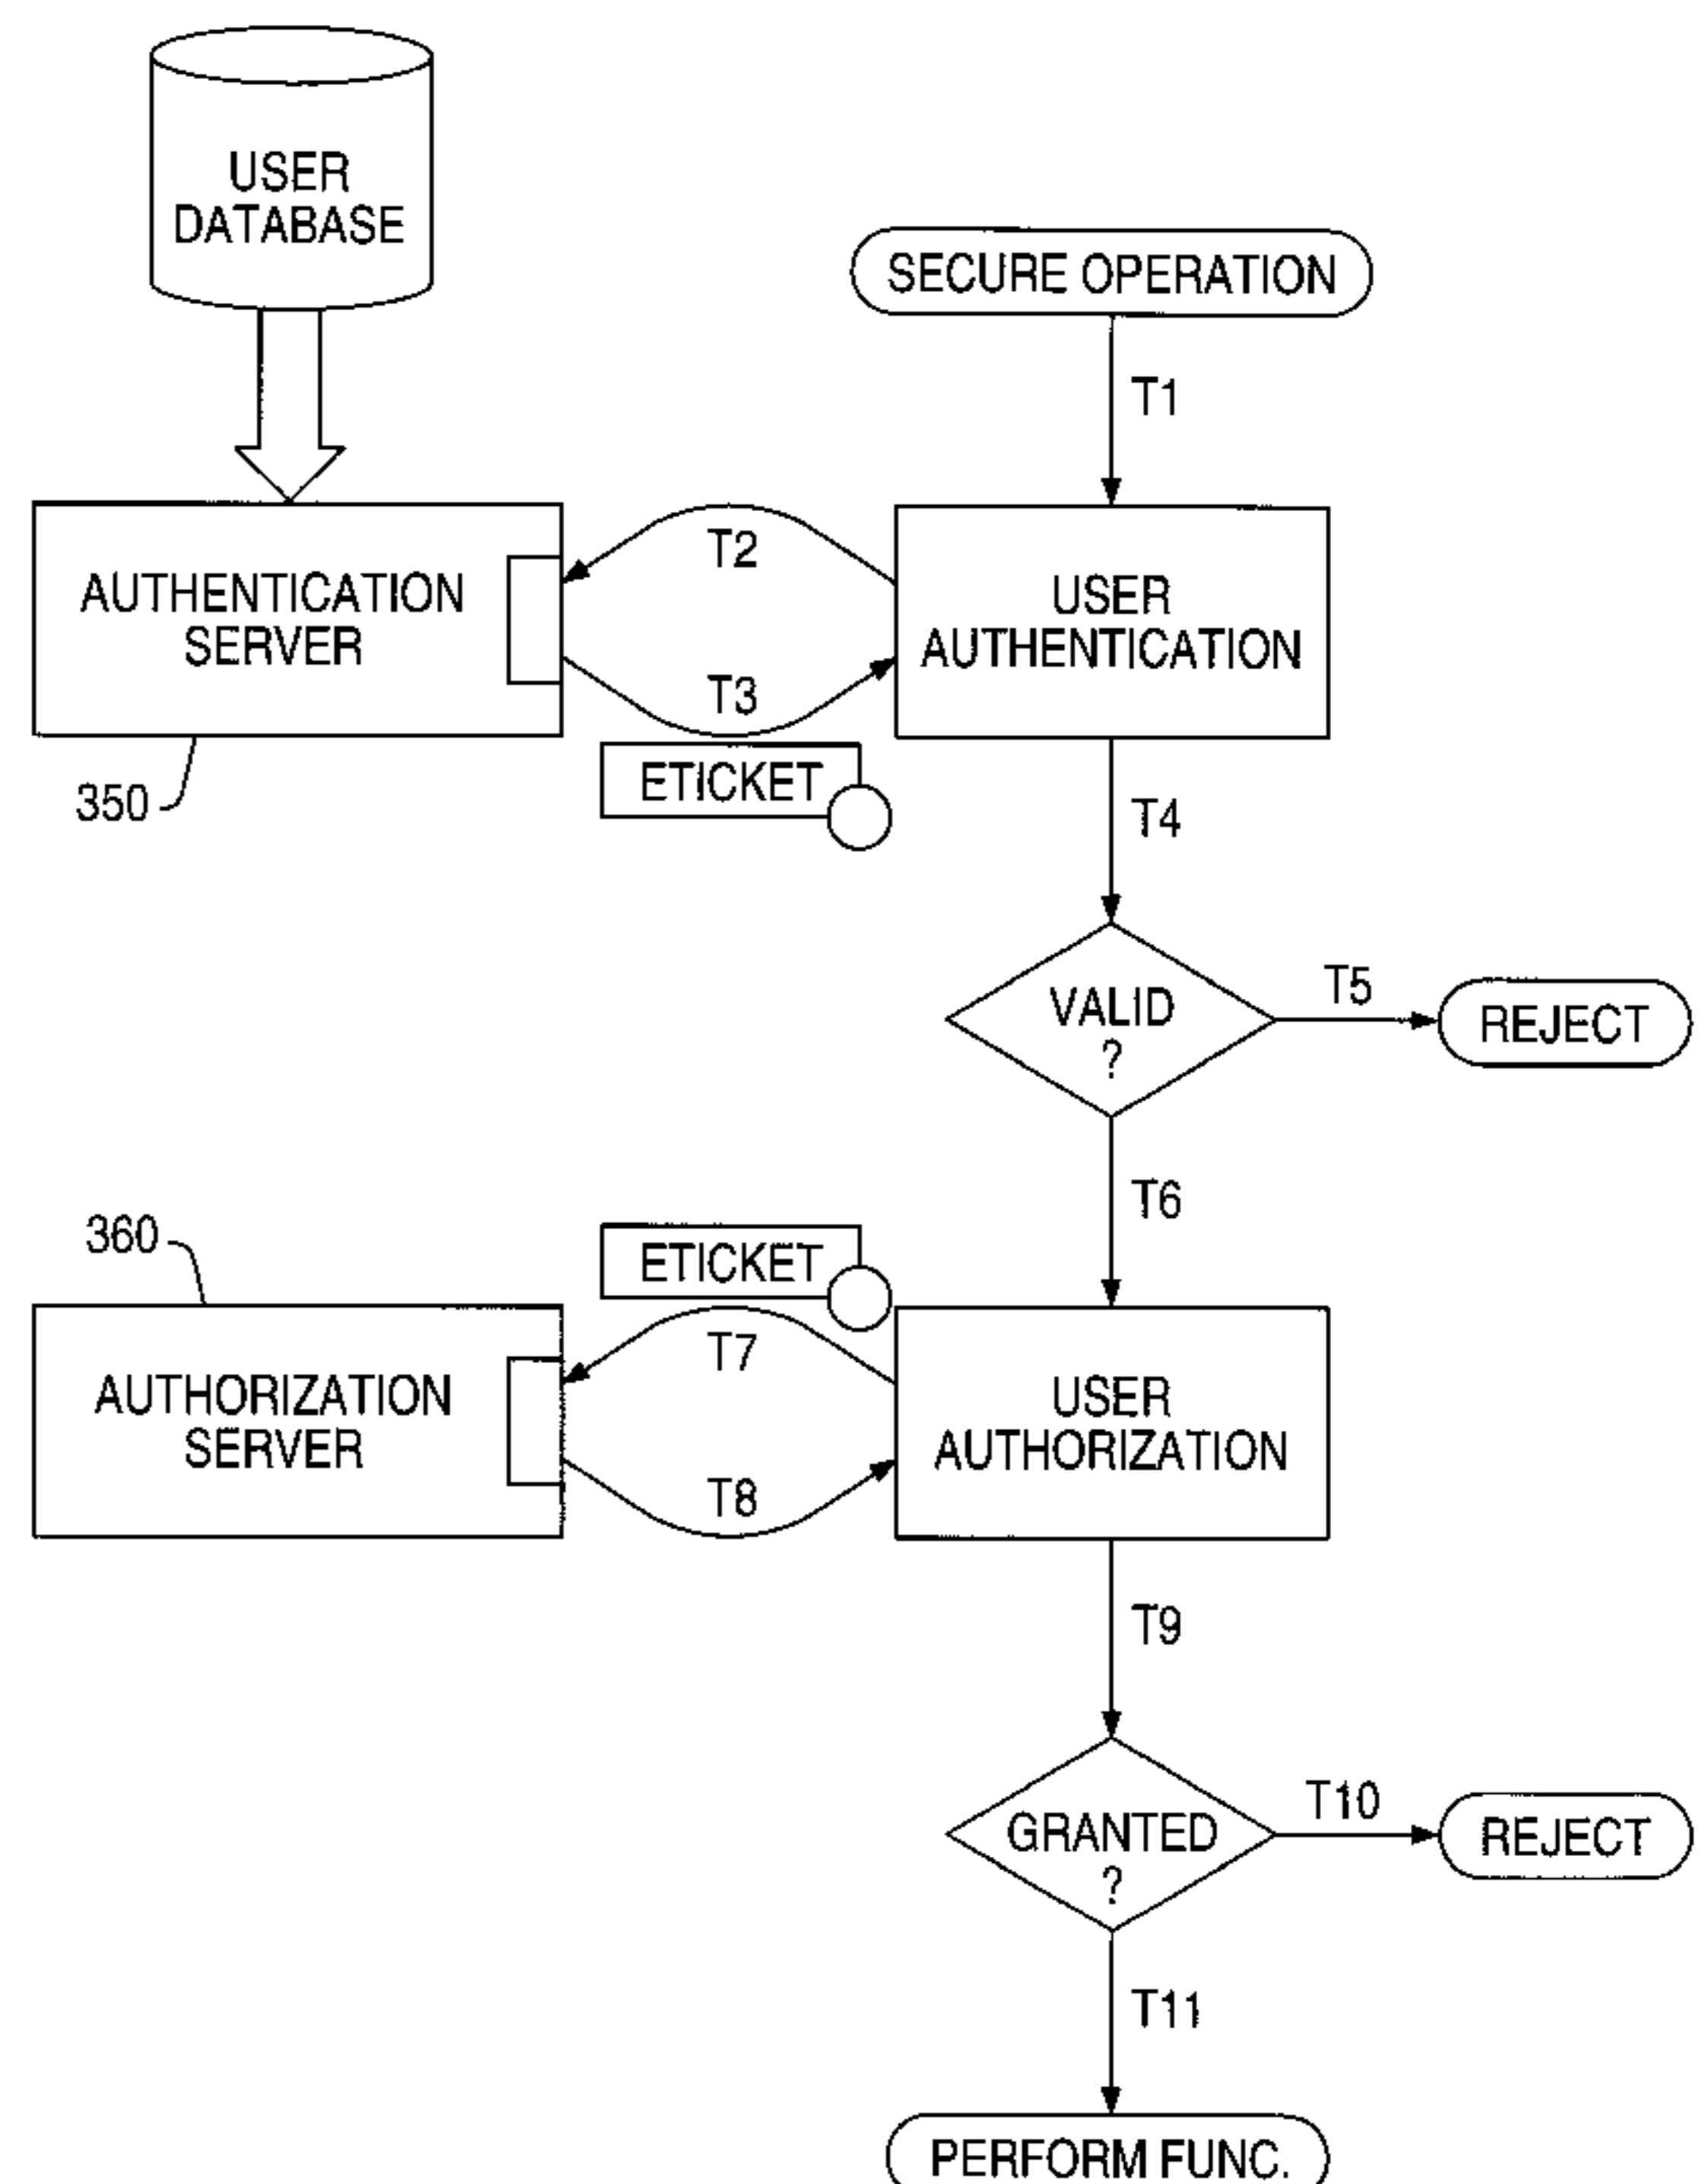 USER
DATABASE
SECURE OPERATION
T1
AUTHENTICATION
SERVER
T2
T3
USER
AUTHENTICATION
350
ETICKET
T4
VALID
?
T5
REJECT
T6
360
ETICKET
AUTHORIZATION
SERVER
T7
T8
USER
AUTHORIZATION
T9
GRANTED
?
T10
REJECT
T11
PERFORM FUNC.